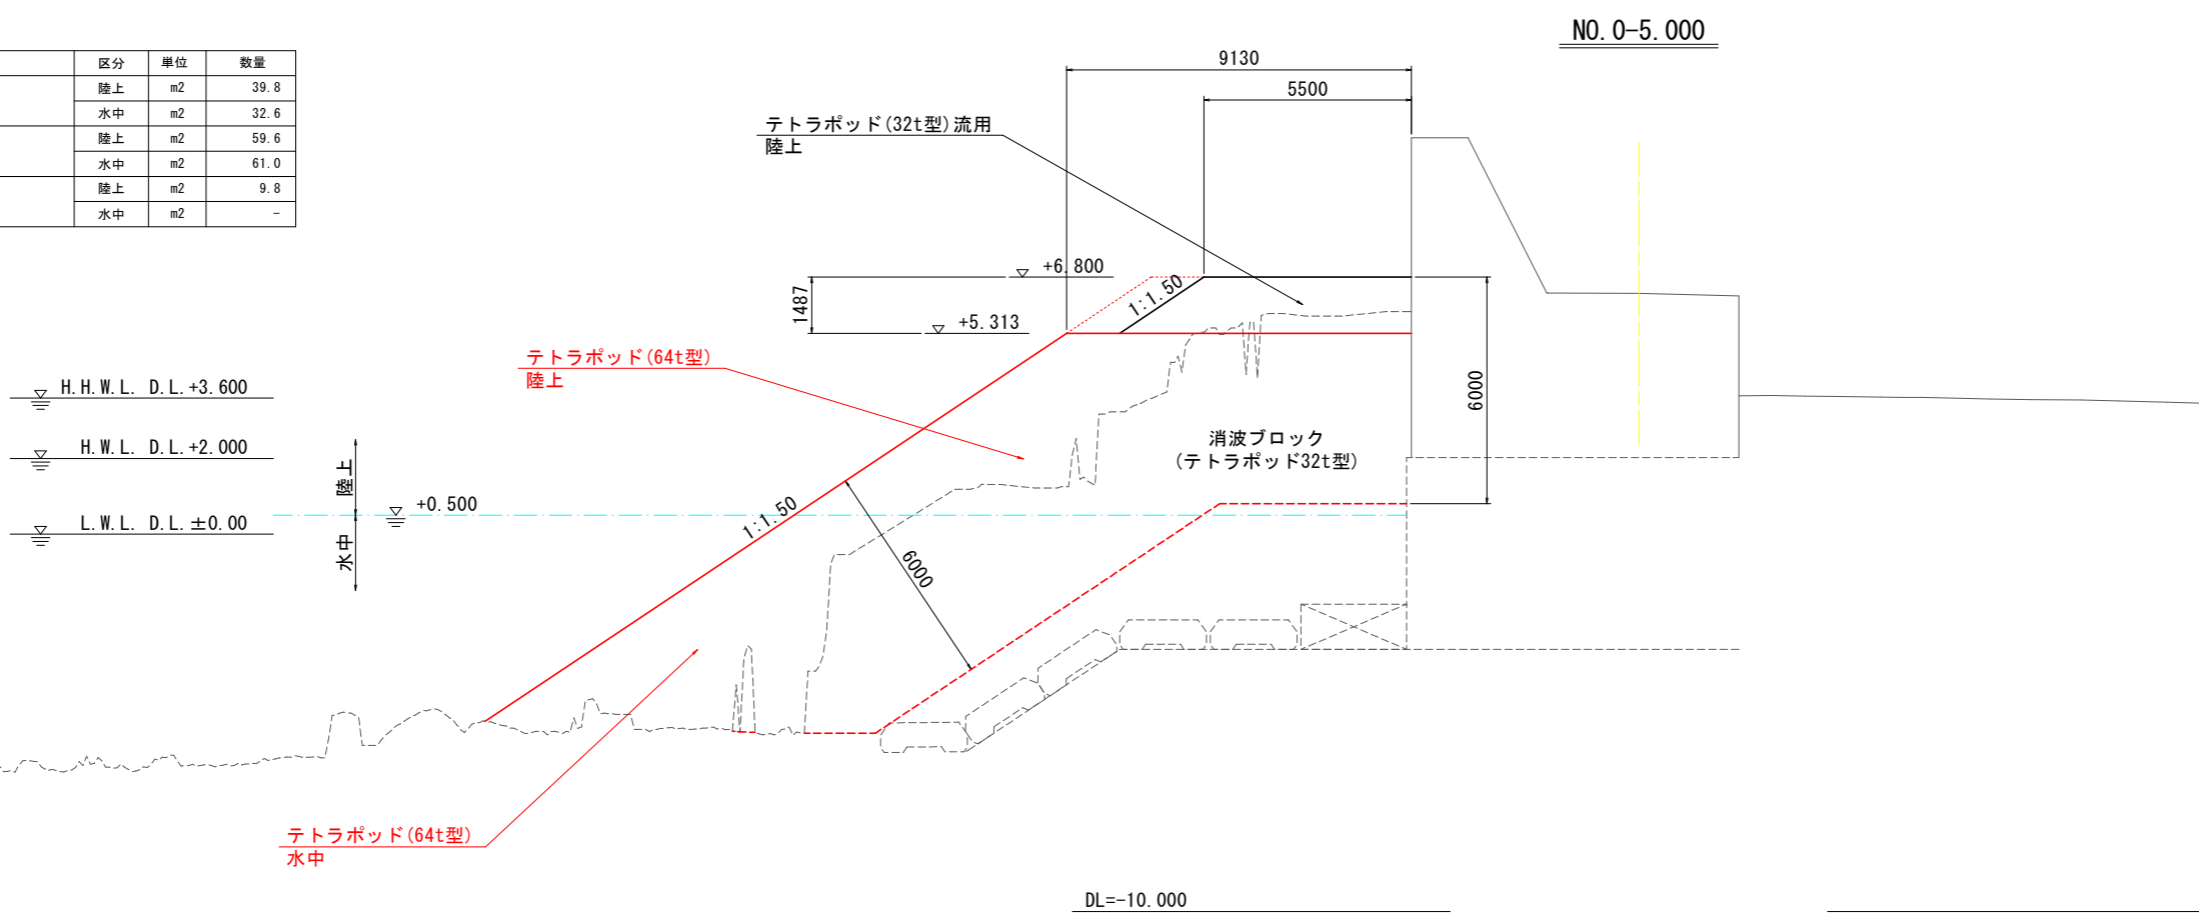 NO.0-5.000
区分 単位 数量
陸上 m2 39.8
水中 m2 32.6
陸上 m2 59.6
水中 m2 61.0
陸上 m2 9.8
水中 m2 -
9130
5500
テトラポッド(32t型)流用
陸上
+6.800
1:1.50
1487
+5.313
テトラポッド(64t型)
陸上
H.H.W.L. D.L.+3.600
6000
H.W.L. D.L.+2.000
消波ブロック
(テトラポッド32t型)
陸上
+0.500
1:1.50
L.W.L. D.L.±0.00
水中
6000
テトラポッド(64t型)
水中
DL=-10.000